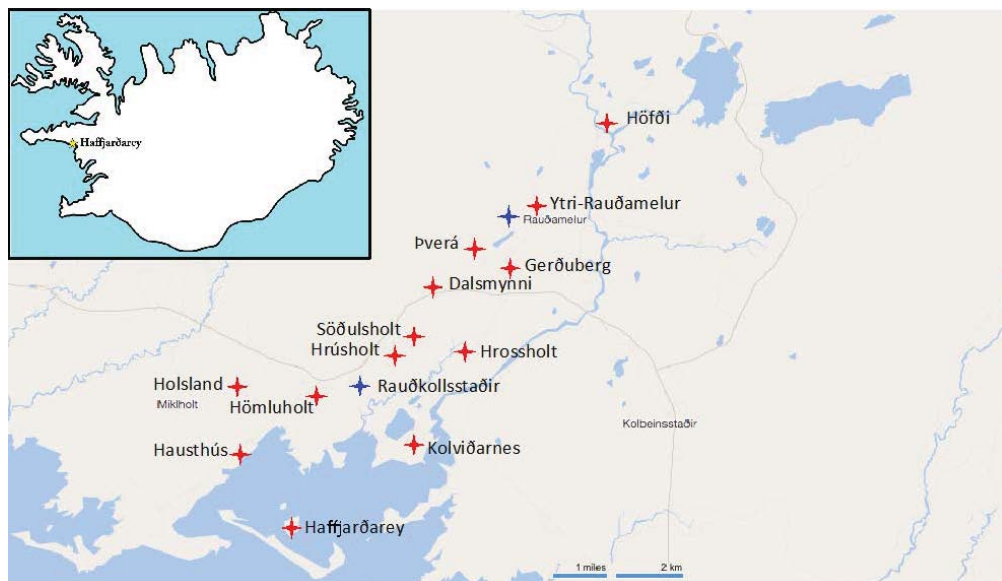 Haffjarðarey
Höfði
Ytri-Rauðamelur
Rauðamelur
Þverá
Gerðuberg
Dalsmynni
Söðulsholt
Hrúsholt
Hrossholt
Holsland
Rauðkollsstaðir
Miklholt
Hömluholt
Kolbeinsstaðir
Hausthús
Kolviðarnes
Haffjarðarey
1 miles
2 km